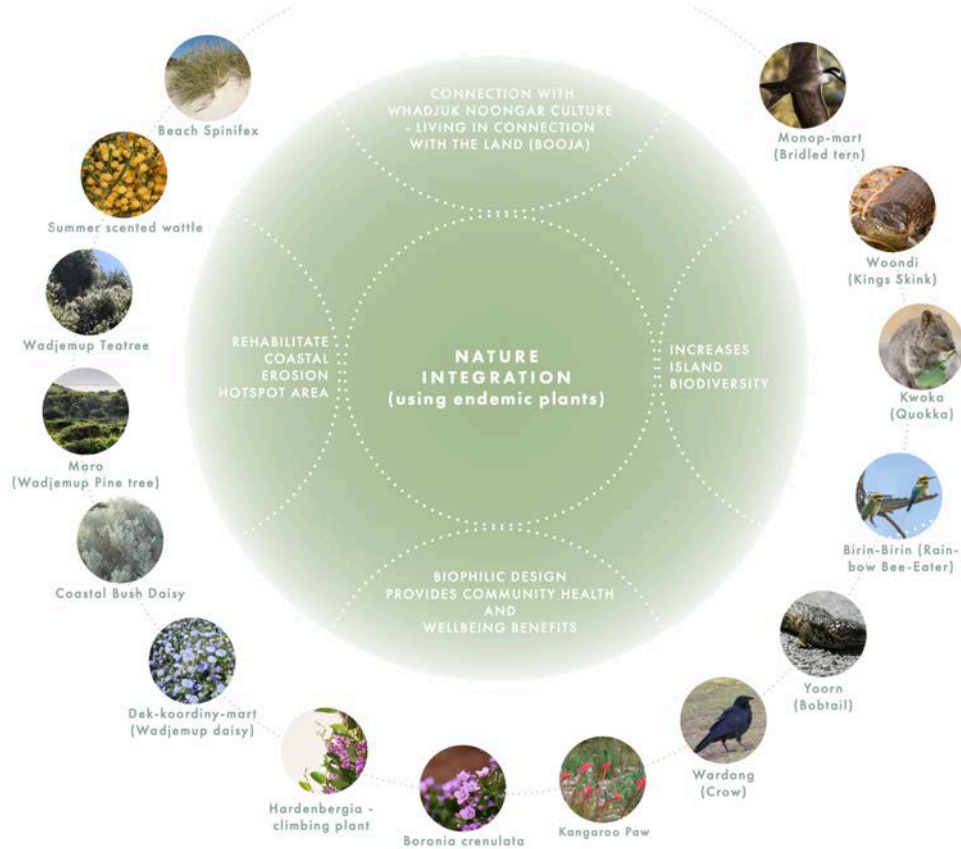 CONNECTION WITH
WHADJUK NOONGAR CULTURE
- LIVING IN CONNECTION
WITH THE LAND (BOOJA)
REHABILITATE
COASTAL
EROSION
HOTSPOT AREA
NATURE
INTEGRATION
(using endemic plants)
INCREASES
ISLAND
BIODIVERSITY
BIOPHILIC DESIGN
PROVIDES COMMUNITY HEALTH
AND
WELLBEING BENEFITS
Beach Spinifex
Summer scented wattle
Wadjemup Teatree
Maro
(Wadjemup Pine tree)
Coastal Bush Daisy
Dek-koordiny-mart
(Wadjemup daisy)
Hardenbergia -
climbing plant
Boronia crenulata
Kangaroo Paw
Wardong
(Crow)
Yoorn
(Bobtail)
Birin-Birin (Rain-
bow Bee-Eater)
Kwoka
(Quokka)
Woondi
(Kings Skink)
Monop-mart
(Bridled tern)